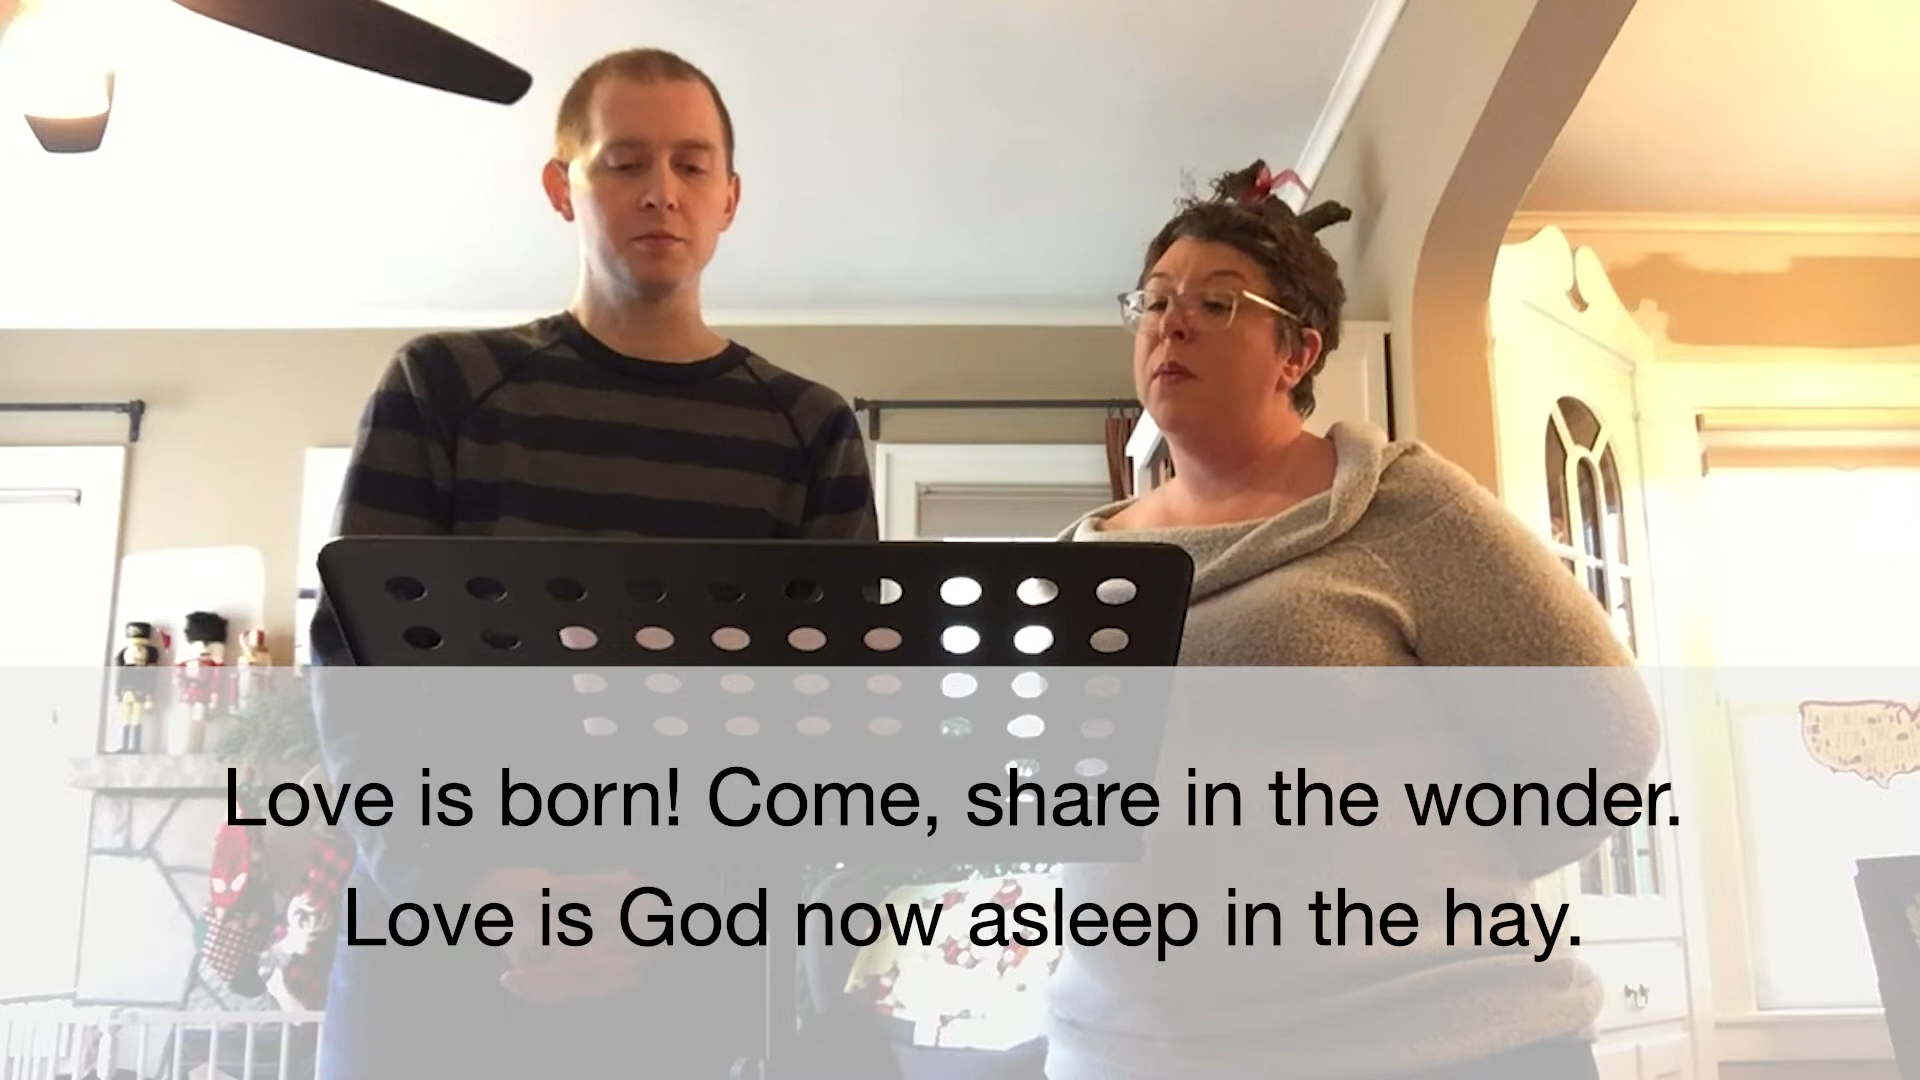 Love is born! Come, share in the wonder.
Love is God now asleep in the hay.